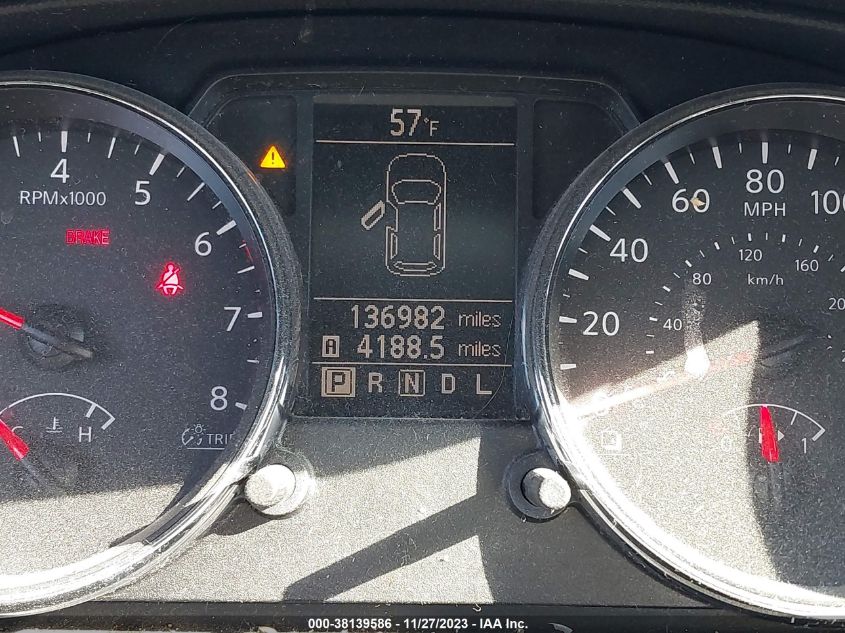 57°F
4
5
6
7
8
RPMx1000
BRAKE
C H
TRIP
136982 miles
A 4188.5 miles
P R N D L
20
40
60
80
100
MPH
40
80
120
160
km/h
0 1
000-38139586 - 11/27/2023 - IAA Inc.